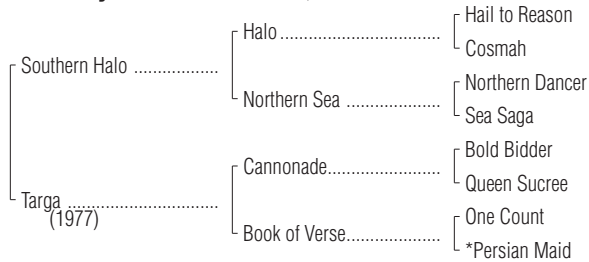 Hail to Reason
Halo ........................................
Cosmah
Southern Halo ..................
Northern Dancer
Northern Sea .......................
Sea Saga
Bold Bidder
Cannonade............................
Queen Sucree
Targa ........................................
(1977)
One Count
Book of Verse.......................
*Persian Maid